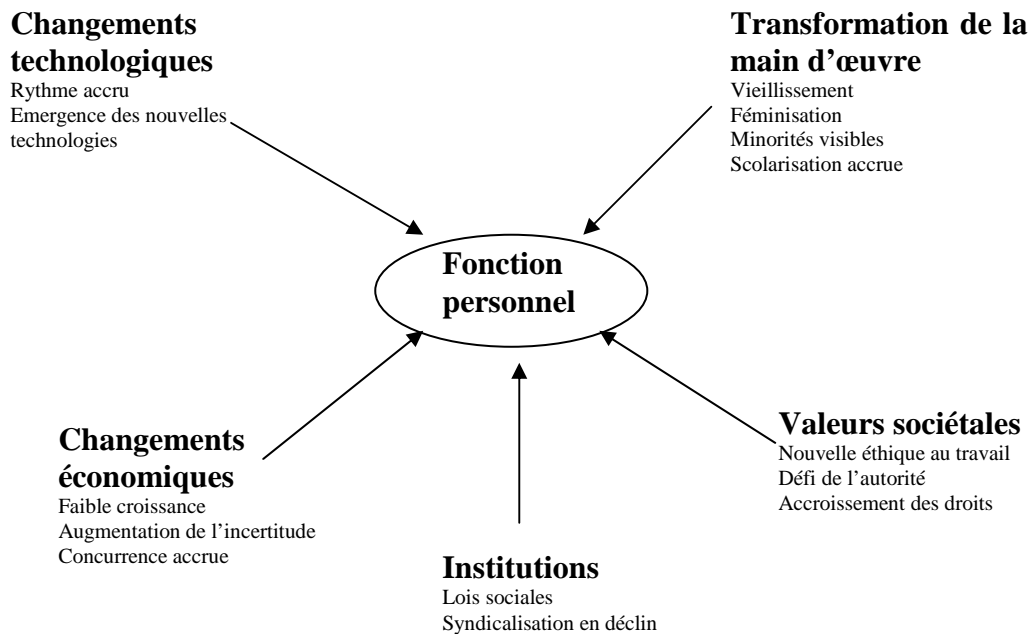 Changements
technologiques
Rythme accru
Emergence des nouvelles
technologies
Transformation de la
main d’œuvre
Vieillissement
Féminisation
Minorités visibles
Scolarisation accrue
Fonction
personnel
Changements
économiques
Faible croissance
Augmentation de l’incertitude
Concurrence accrue
Institutions
Lois sociales
Syndicalisation en déclin
Valeurs sociétales
Nouvelle éthique au travail
Défi de l’autorité
Accroissement des droits